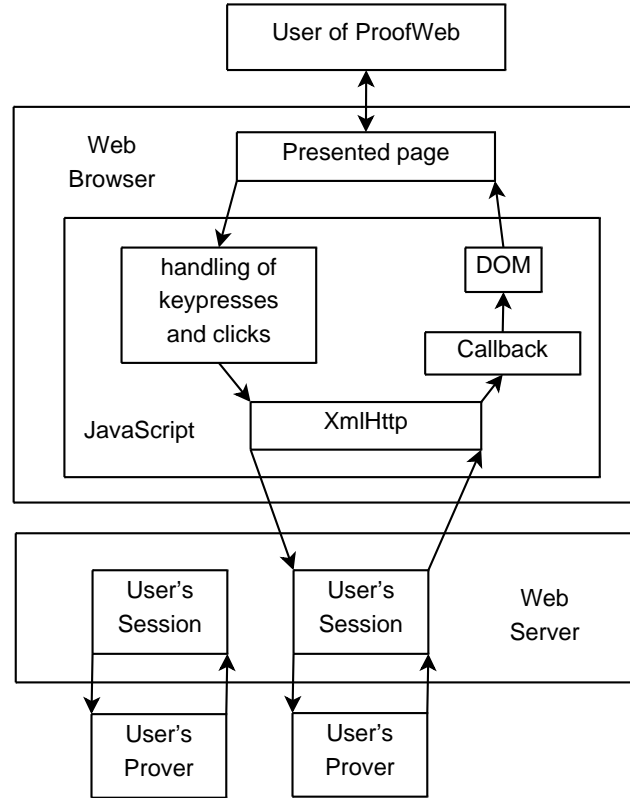 User of ProofWeb
Web
Browser
Presented page
handling of
keypresses
and clicks
DOM
Callback
JavaScript
XmlHttp
User's
Session
User's
Session
Web
Server
User's
Prover
User's
Prover